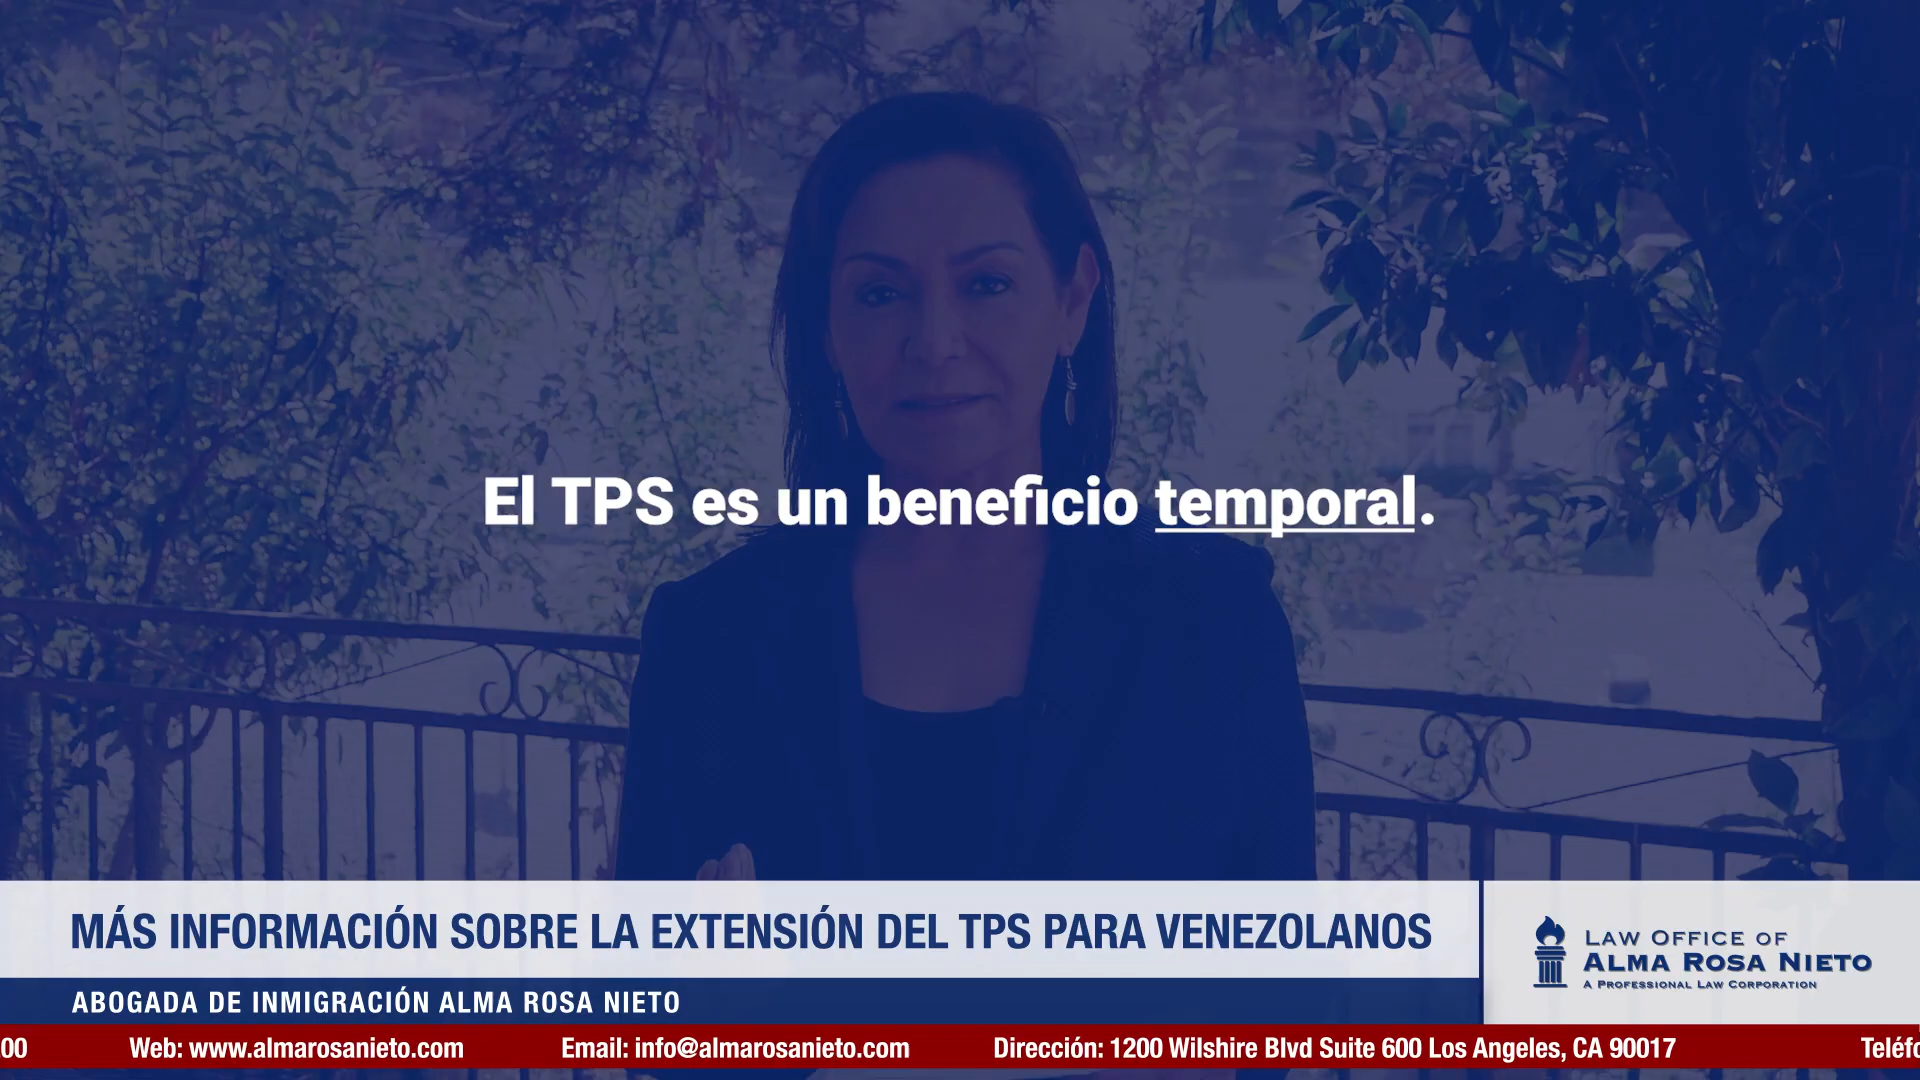 El TPS es un beneficio temporal.
MÁS INFORMACIÓN SOBRE LA EXTENSIÓN DEL TPS PARA VENEZOLANOS
ABOGADA DE INMIGRACIÓN ALMA ROSA NIETO
LAW OFFICE OF
ALMA ROSA NIETO
A PROFESSIONAL LAW CORPORATION
00 Web: www.almarosanieto.com Email: info@almarosanieto.com Dirección: 1200 Wilshire Blvd Suite 600 Los Angeles, CA 90017 Teléfo